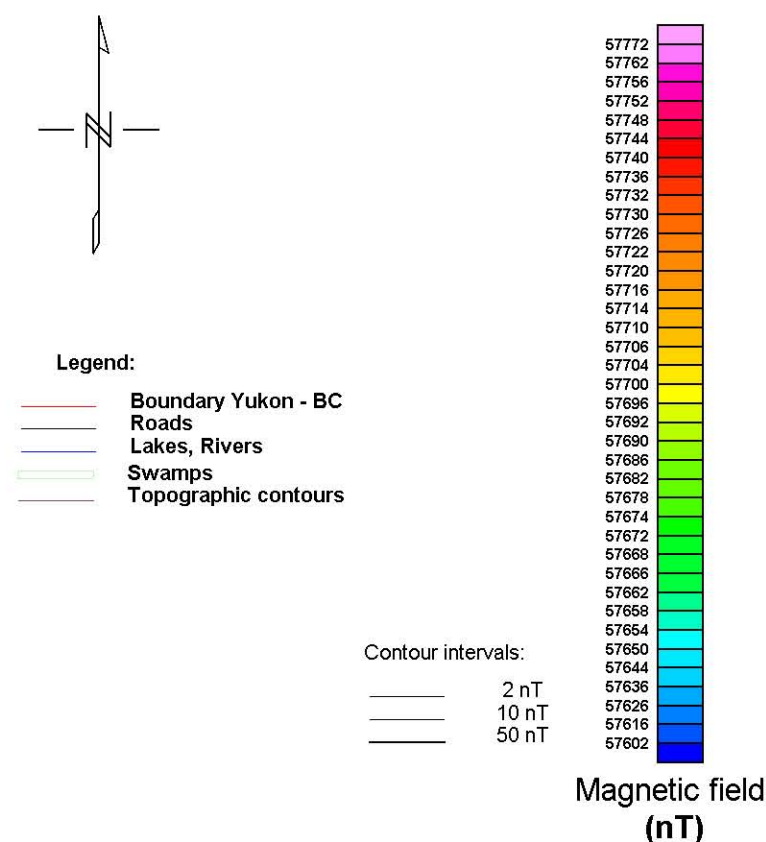 N
57772
57762
57756
57752
57748
57744
57740
57736
57732
57730
57726
57722
57720
57716
57714
57710
57706
57704
57700
57696
57692
57690
57686
57682
57678
57674
57672
57668
57666
57662
57658
57654
57650
57644
57636
57626
57616
57602
Magnetic field
(nT)
Legend:
Boundary Yukon - BC
Roads
Lakes, Rivers
Swamps
Topographic contours
Contour intervals:
2 nT
10 nT
50 nT